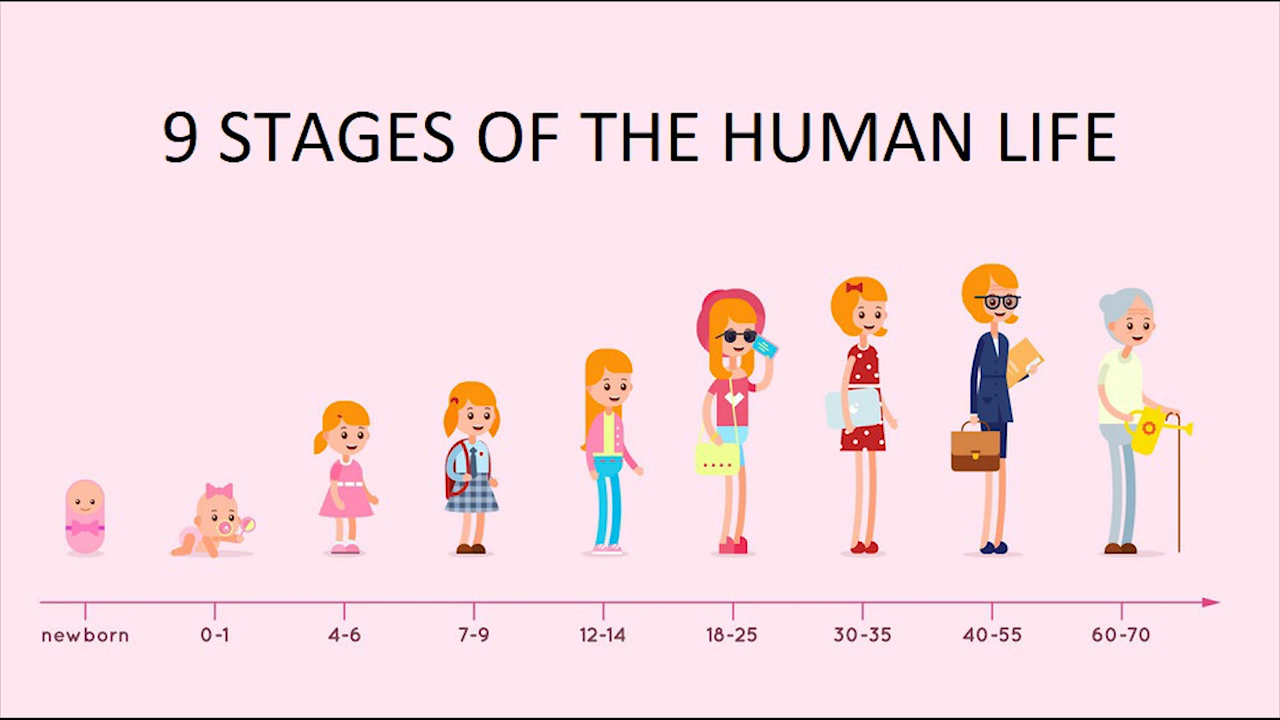 9 STAGES OF THE HUMAN LIFE
newborn 0-1 4-6 7-9 12-14 18-25 30-35 40-55 60-70